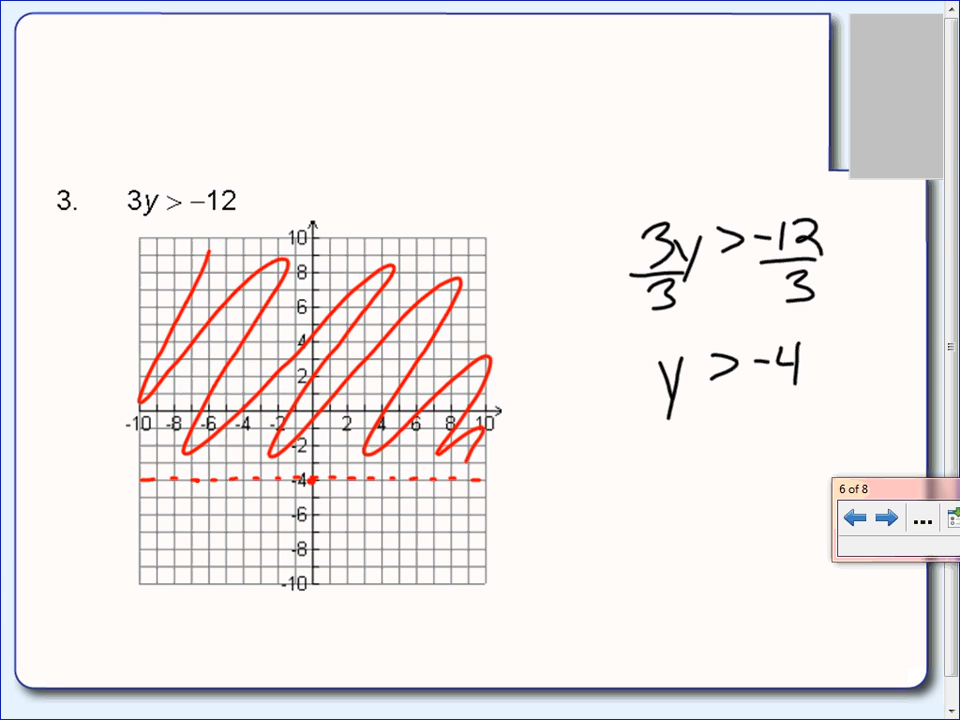 3. 3y > −12
3y > -12
3 3
y > -4
10
8
6
4
2
-10 -8 -6 -4 -2 2 4 6 8 10
-2
-4
-6
-8
-10
6 of 8
...